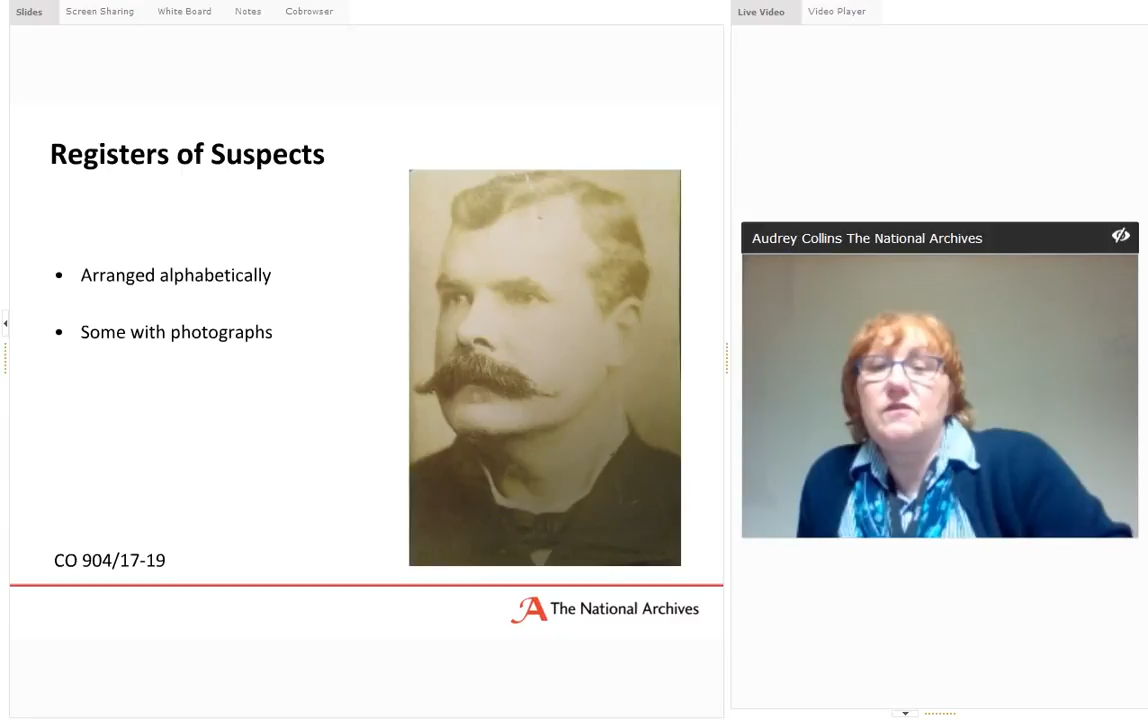 Slides
Screen Sharing
White Board
Notes
Cobrowser
Live Video
Video Player
Registers of Suspects
• Arranged alphabetically
• Some with photographs
CO 904/17-19
The National Archives
Audrey Collins The National Archives